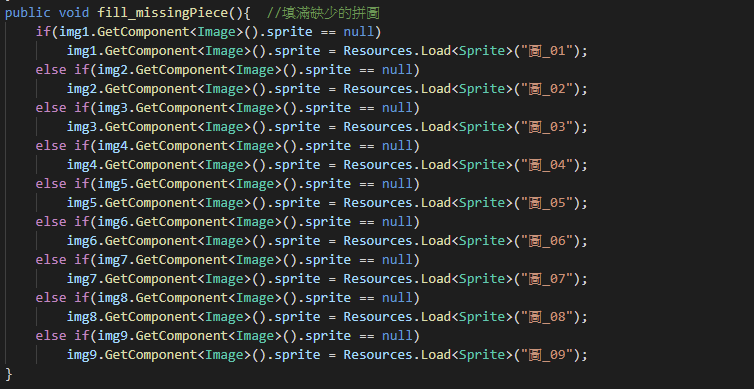 public void fill_missingPiece(){  //填滿缺少的拼圖
    if(img1.GetComponent<Image>().sprite == null)
        img1.GetComponent<Image>().sprite = Resources.Load<Sprite>("圖_01");
    else if(img2.GetComponent<Image>().sprite == null)
        img2.GetComponent<Image>().sprite = Resources.Load<Sprite>("圖_02");
    else if(img3.GetComponent<Image>().sprite == null)
        img3.GetComponent<Image>().sprite = Resources.Load<Sprite>("圖_03");
    else if(img4.GetComponent<Image>().sprite == null)
        img4.GetComponent<Image>().sprite = Resources.Load<Sprite>("圖_04");
    else if(img5.GetComponent<Image>().sprite == null)
        img5.GetComponent<Image>().sprite = Resources.Load<Sprite>("圖_05");
    else if(img6.GetComponent<Image>().sprite == null)
        img6.GetComponent<Image>().sprite = Resources.Load<Sprite>("圖_06");
    else if(img7.GetComponent<Image>().sprite == null)
        img7.GetComponent<Image>().sprite = Resources.Load<Sprite>("圖_07");
    else if(img8.GetComponent<Image>().sprite == null)
        img8.GetComponent<Image>().sprite = Resources.Load<Sprite>("圖_08");
    else if(img9.GetComponent<Image>().sprite == null)
        img9.GetComponent<Image>().sprite = Resources.Load<Sprite>("圖_09");
}